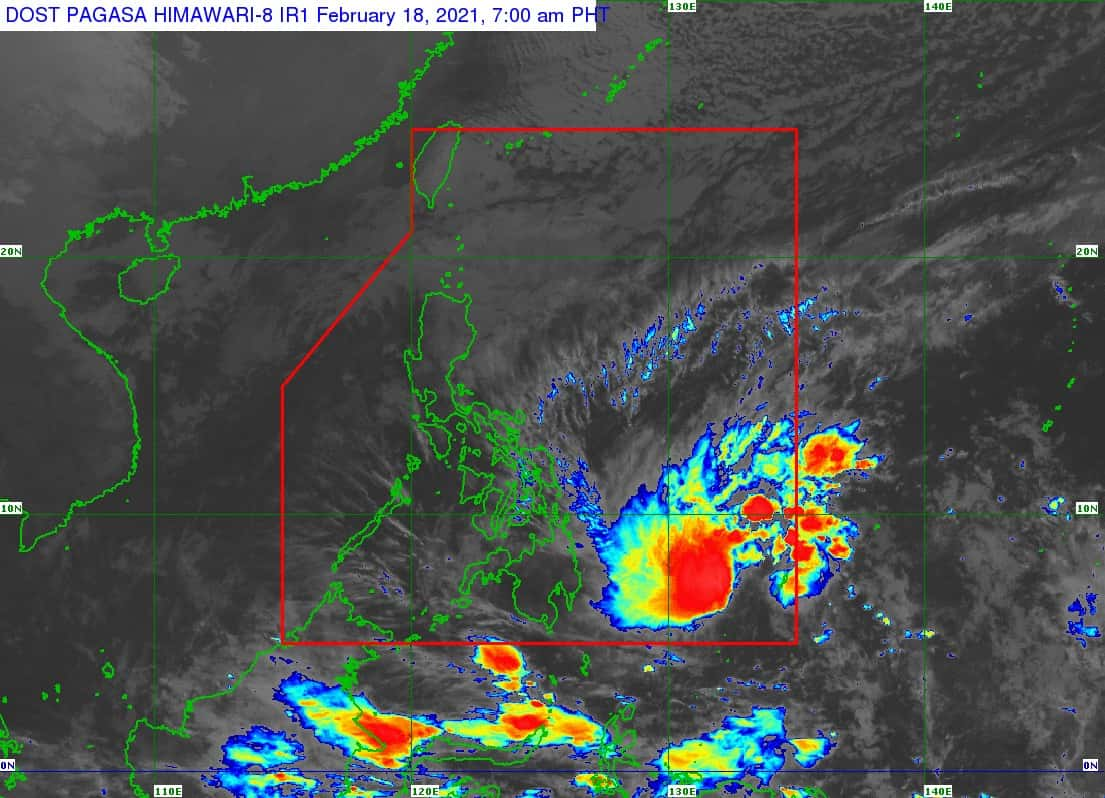 DOST PAGASA HIMAWARI-8 IR1 February 18, 2021, 7:00 am PHT
130E
140E
20N
20N
10N
10N
0N
0N
110E
120E
130E
140E